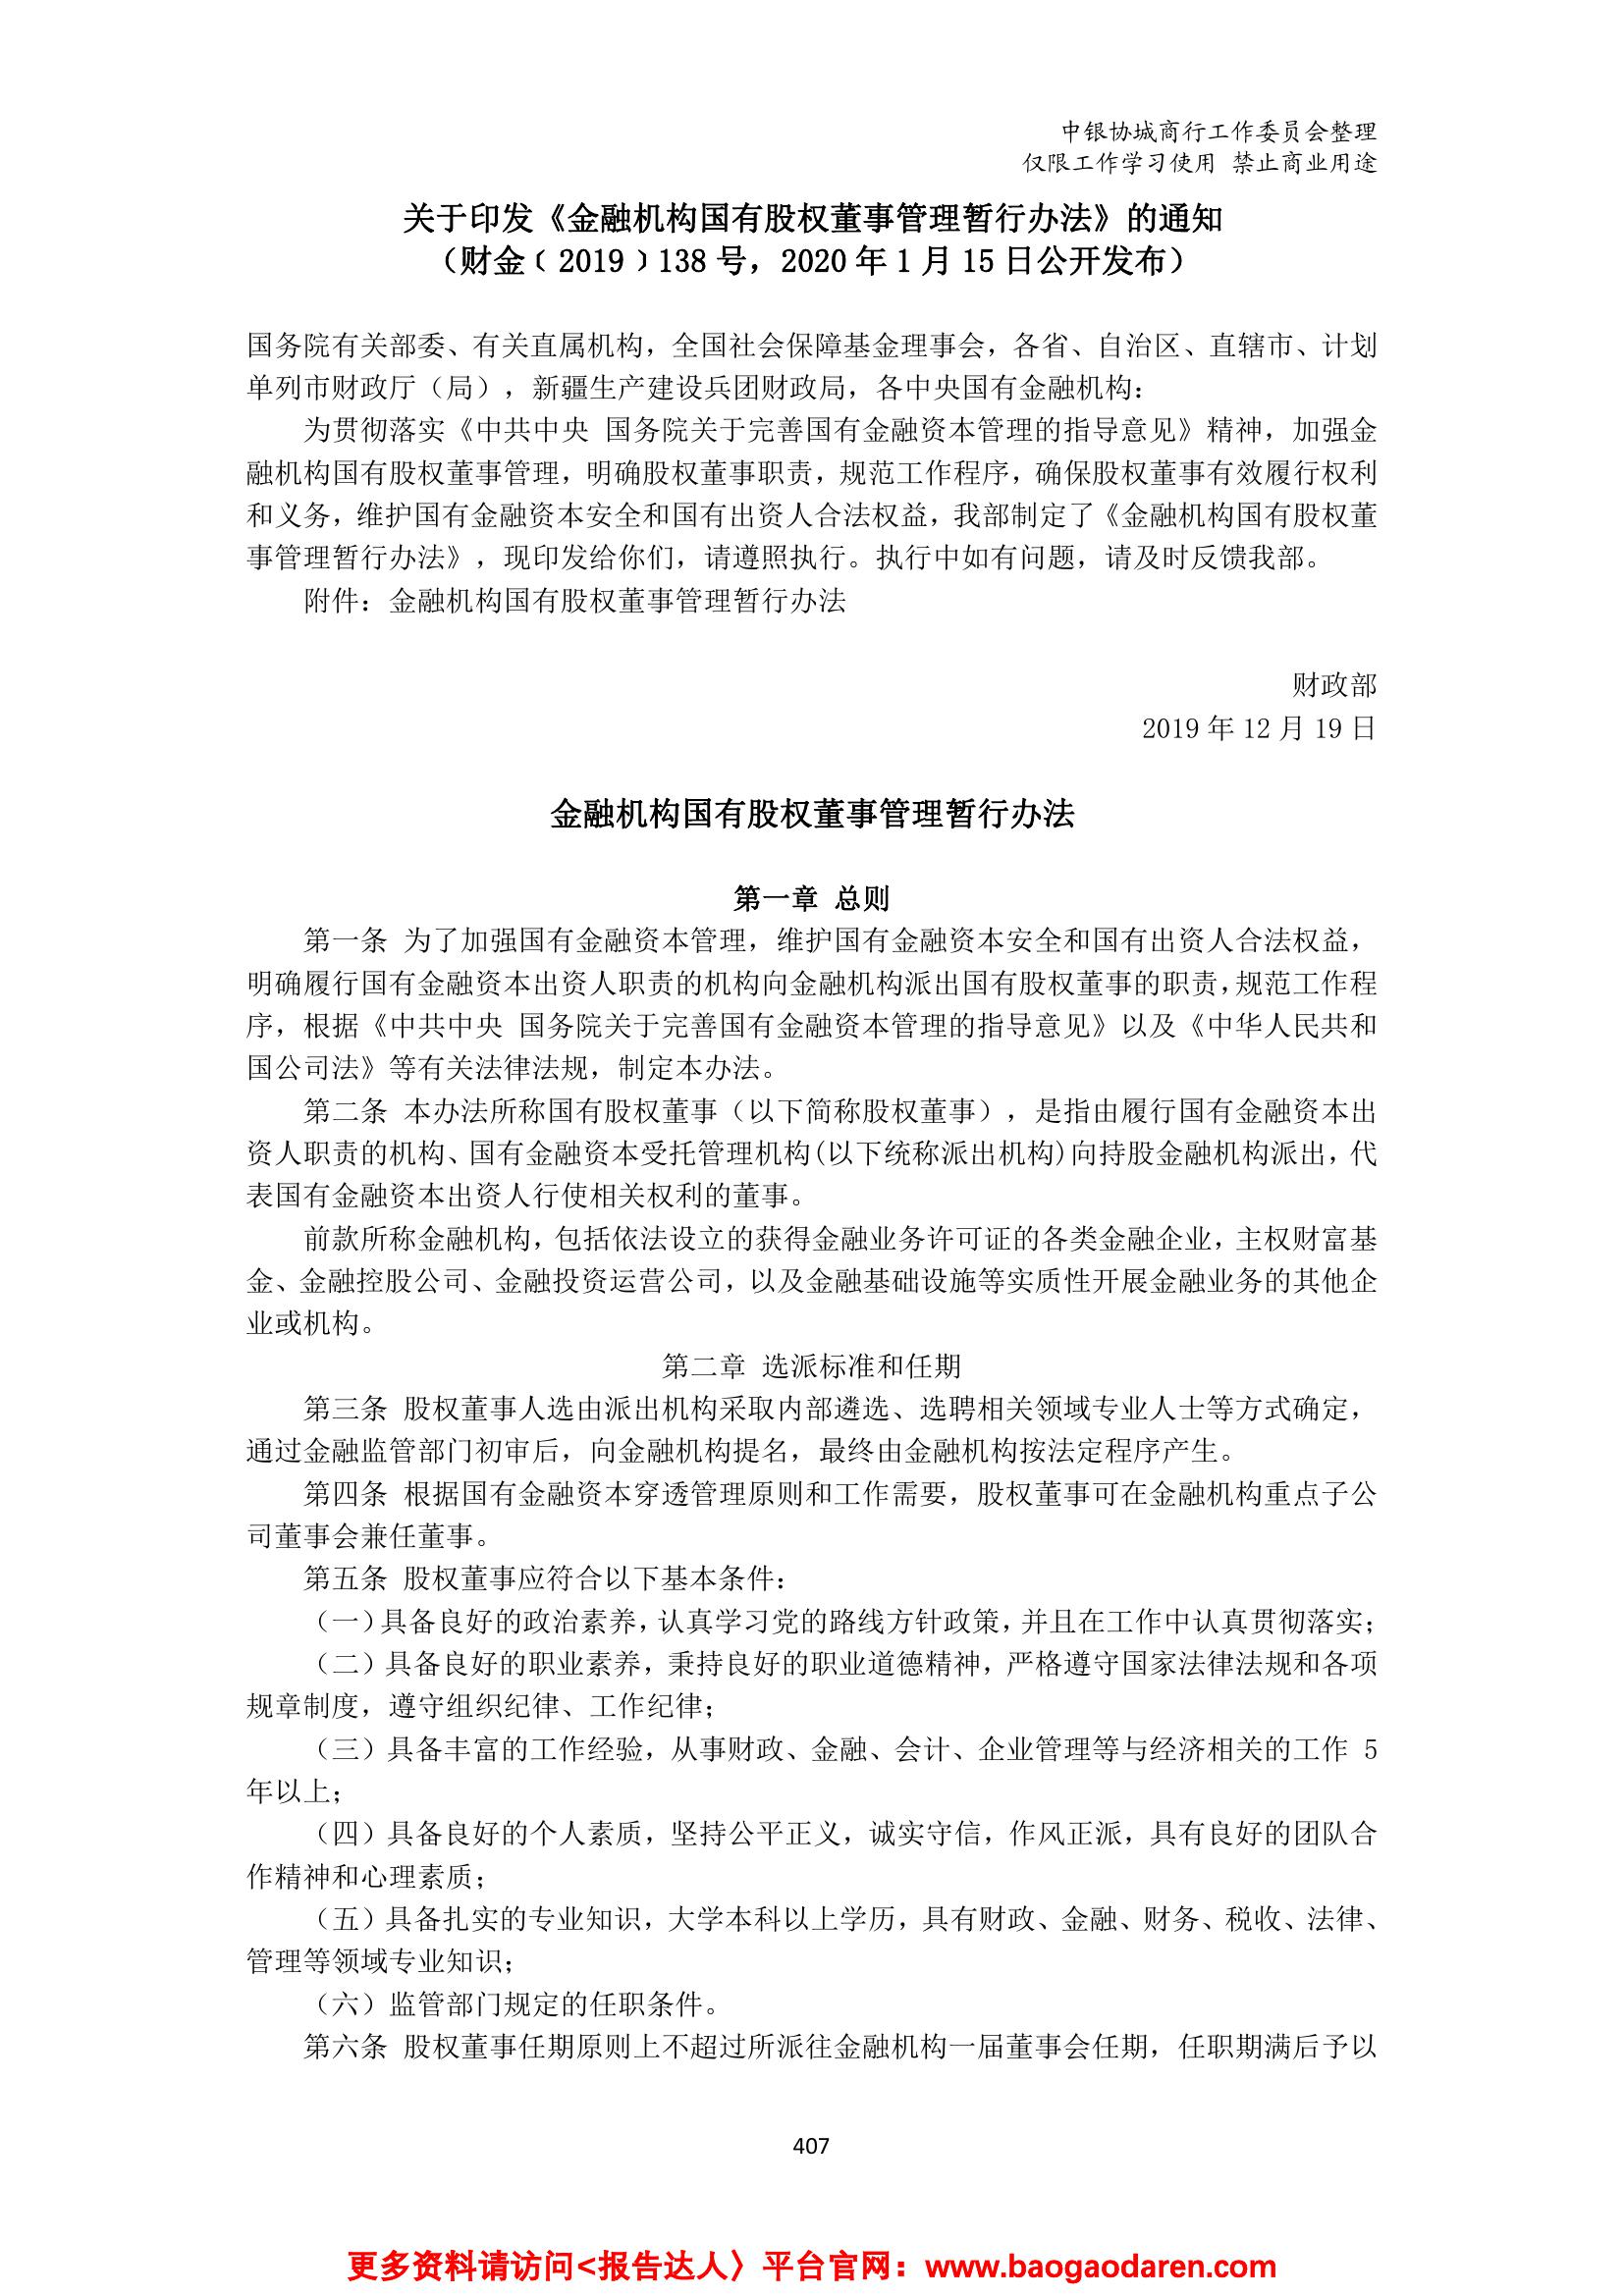 中银协城商行工作委员会整理
仅限工作学习使用 禁止商业用途
关于印发《金融机构国有股权董事管理暂行办法》的通知
（财金﹝2019﹞138号，2020年1月15日公开发布）
国务院有关部委、有关直属机构，全国社会保障基金理事会，各省、自治区、直辖市、计划
单列市财政厅（局），新疆生产建设兵团财政局，各中央国有金融机构：
为贯彻落实《中共中央 国务院关于完善国有金融资本管理的指导意见》精神，加强金
融机构国有股权董事管理，明确股权董事职责，规范工作程序，确保股权董事有效履行权利
和义务，维护国有金融资本安全和国有出资人合法权益，我部制定了《金融机构国有股权董
事管理暂行办法》，现印发给你们，请遵照执行。执行中如有问题，请及时反馈我部。
附件：金融机构国有股权董事管理暂行办法
财政部
2019年12月19日
金融机构国有股权董事管理暂行办法
第一章 总则
第一条 为了加强国有金融资本管理，维护国有金融资本安全和国有出资人合法权益，
明确履行国有金融资本出资人职责的机构向金融机构派出国有股权董事的职责，规范工作程
序，根据《中共中央 国务院关于完善国有金融资本管理的指导意见》以及《中华人民共和
国公司法》等有关法律法规，制定本办法。
第二条 本办法所称国有股权董事（以下简称股权董事），是指由履行国有金融资本出
资人职责的机构、国有金融资本受托管理机构(以下统称派出机构)向持股金融机构派出，代
表国有金融资本出资人行使相关权利的董事。
前款所称金融机构，包括依法设立的获得金融业务许可证的各类金融企业，主权财富基
金、金融控股公司、金融投资运营公司，以及金融基础设施等实质性开展金融业务的其他企
业或机构。
第二章 选派标准和任期
第三条 股权董事人选由派出机构采取内部遴选、选聘相关领域专业人士等方式确定，
通过金融监管部门初审后，向金融机构提名，最终由金融机构按法定程序产生。
第四条 根据国有金融资本穿透管理原则和工作需要，股权董事可在金融机构重点子公
司董事会兼任董事。
第五条 股权董事应符合以下基本条件：
（一）具备良好的政治素养，认真学习党的路线方针政策，并且在工作中认真贯彻落实；
（二）具备良好的职业素养，秉持良好的职业道德精神，严格遵守国家法律法规和各项
规章制度，遵守组织纪律、工作纪律；
（三）具备丰富的工作经验，从事财政、金融、会计、企业管理等与经济相关的工作 5
年以上；
（四）具备良好的个人素质，坚持公平正义，诚实守信，作风正派，具有良好的团队合
作精神和心理素质；
（五）具备扎实的专业知识，大学本科以上学历，具有财政、金融、财务、税收、法律、
管理等领域专业知识；
（六）监管部门规定的任职条件。
第六条 股权董事任期原则上不超过所派往金融机构一届董事会任期，任职期满后予以
407
更多资料请访问<报告达人〉平台官网：www.baogaodaren.com